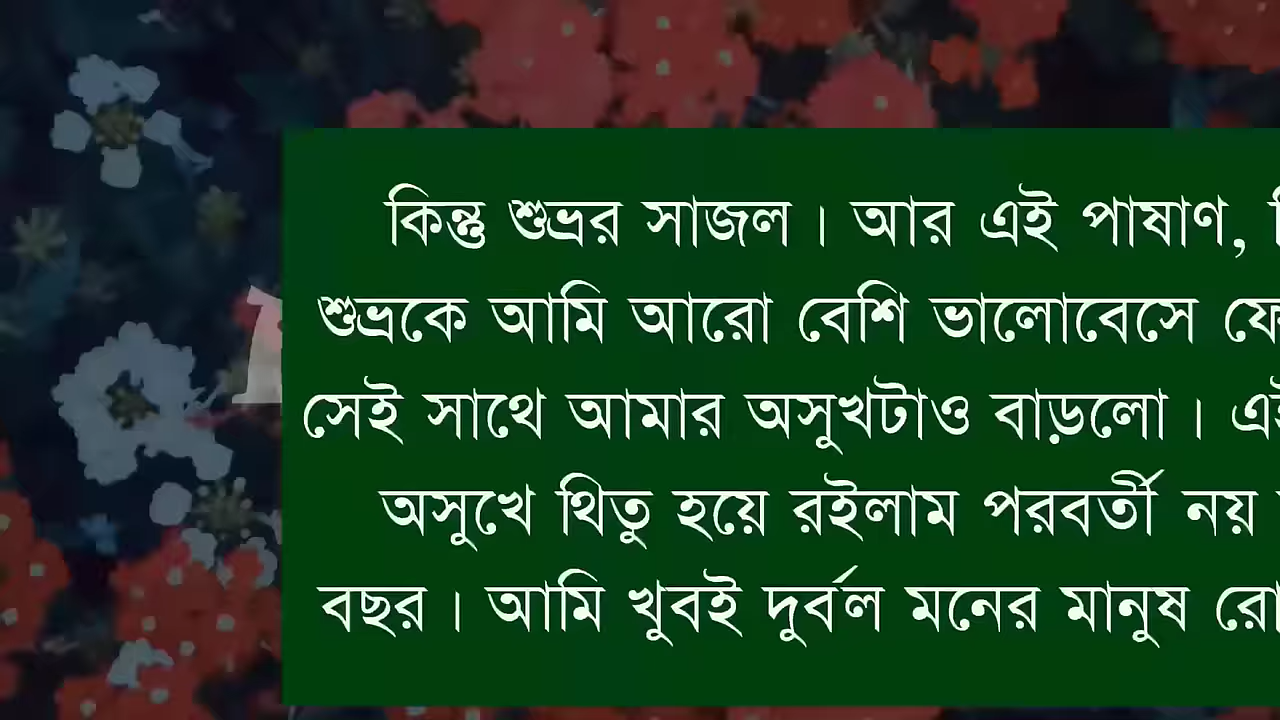 কিন্তু শুভ্রর সাজল। আর এই পাষাণ,
শুভ্রকে আমি আরো বেশি ভালোবেসে
সেই সাথে আমার অসুখটাও বাড়লো।
অসুখে থিতু হয়ে রইলাম পরবর্তী নয়
বছর। আমি খুবই দুর্বল মনের মানুষ